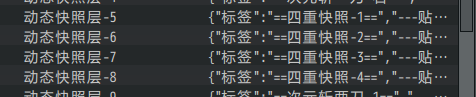 动态快照层-5 {"标签":"==四重快照-1==","---贴…
动态快照层-6 {"标签":"==四重快照-2==","---贴…
动态快照层-7 {"标签":"==四重快照-3==","---贴…
动态快照层-8 {"标签":"==四重快照-4==","---贴…